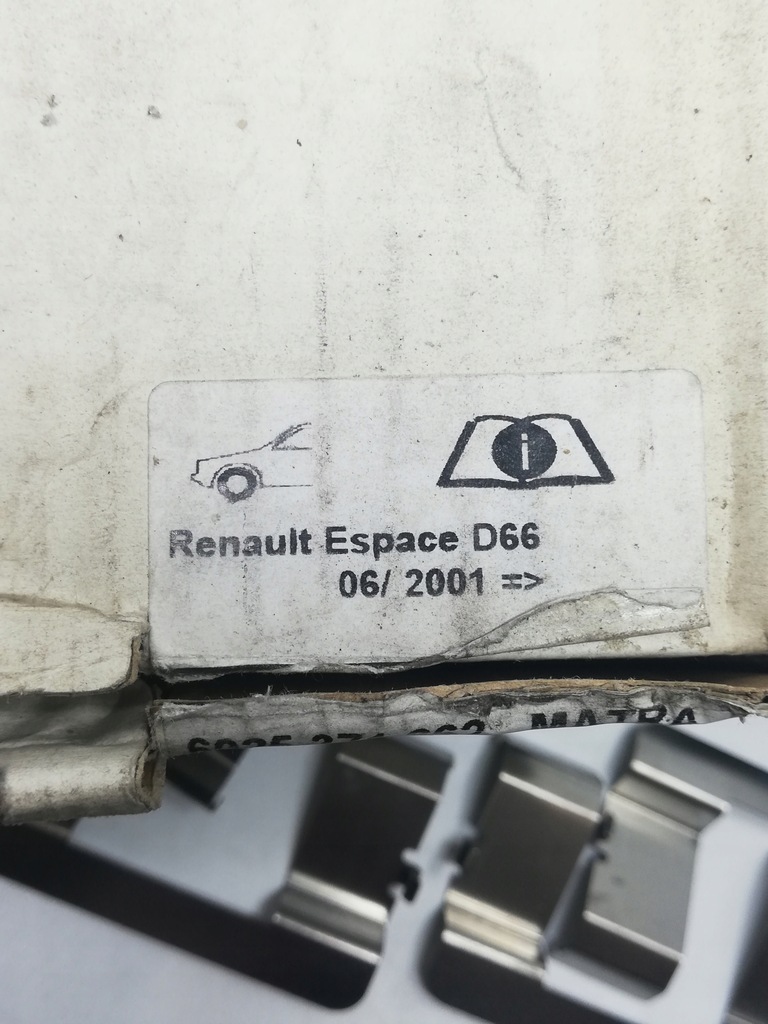 i
Renault Espace D66
06/ 2001 =>